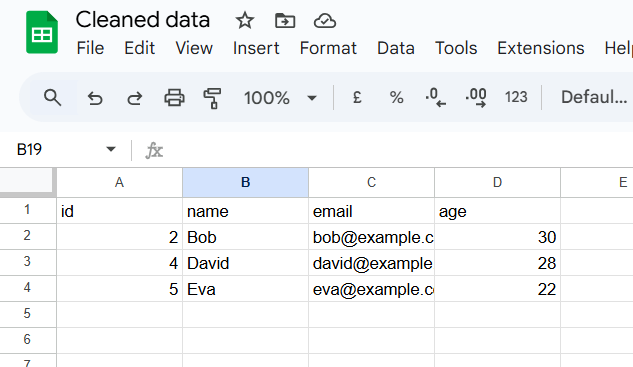 Cleaned data
File Edit View Insert Format Data Tools Extensions Hel
100% £ % .0 .00 123 Defaul...
B19 fx
A B C D E
1 id name email age
2 2 Bob bob@example.c 30
3 4 David david@example 28
4 5 Eva eva@example.c 22
5
6
7